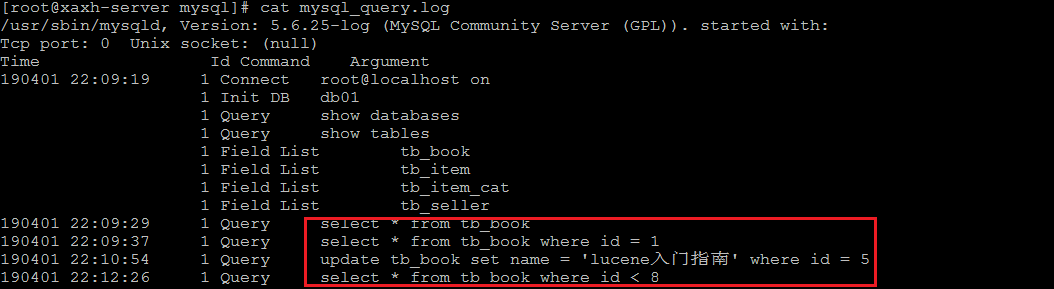 [root@xaxh-server mysql]# cat mysql_query.log
/usr/sbin/mysqld, Version: 5.6.25-log (MySQL Community Server (GPL)). started with:
Tcp port: 0  Unix socket: (null)
Time                 Id Command    Argument
190401 22:09:19     1 Connect   root@localhost on
                    1 Init DB   db01
                    1 Query     show databases
                    1 Query     show tables
                    1 Field List        tb_book
                    1 Field List        tb_item
                    1 Field List        tb_item_cat
                    1 Field List        tb_seller
190401 22:09:29     1 Query     select * from tb_book
190401 22:09:37     1 Query     select * from tb_book where id = 1
190401 22:10:54     1 Query     update tb_book set name = 'lucene入门指南' where id = 5
190401 22:12:26     1 Query     select * from tb_book where id < 8